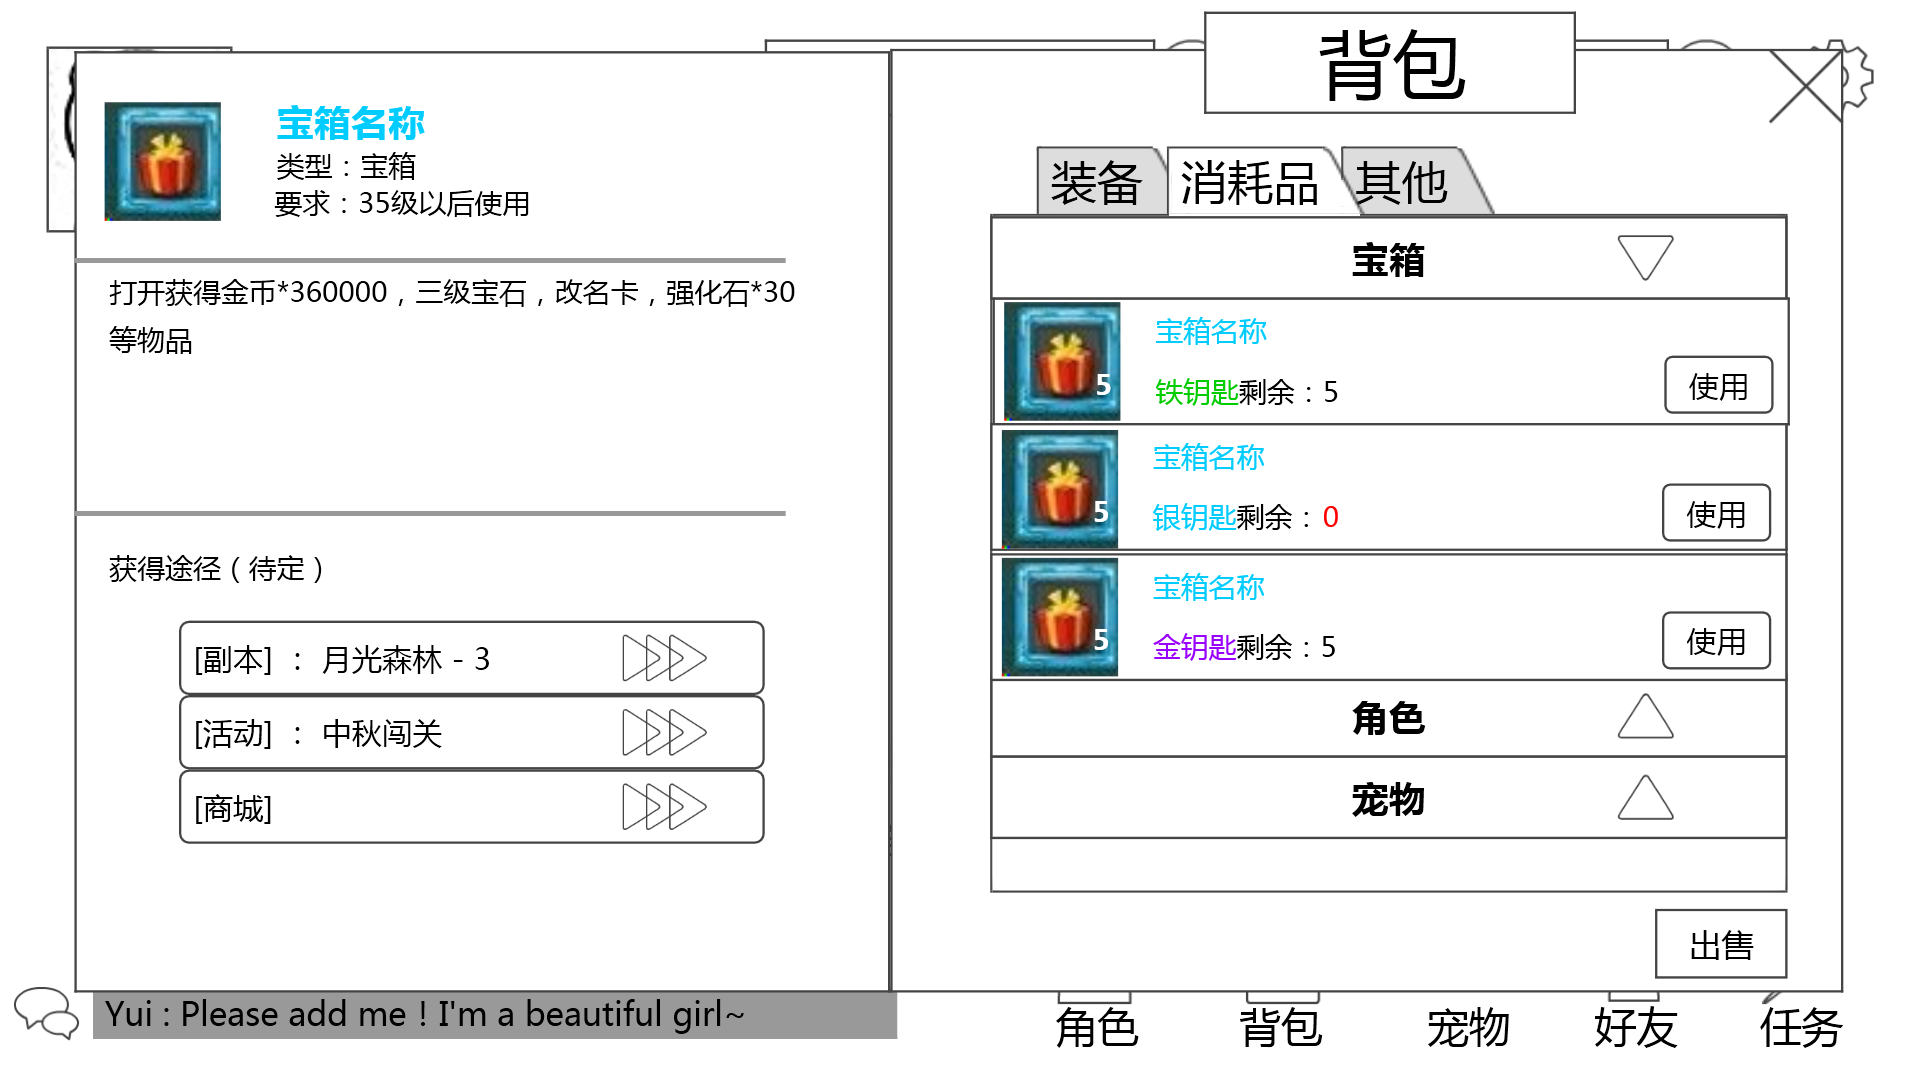 背包
宝箱名称
类型：宝箱
要求：35级以后使用
打开获得金币*360000，三级宝石，改名卡，强化石*30
等物品
获得途径（待定）
[副本] ： 月光森林 - 3
[活动] ： 中秋闯关
[商城]
装备 消耗品 其他
宝箱
宝箱名称
5
铁钥匙剩余：5
使用
宝箱名称
5
银钥匙剩余：0
使用
宝箱名称
5
金钥匙剩余：5
使用
角色
宠物
出售
Yui : Please add me ! I'm a beautiful girl~
角色 背包 宠物 好友 任务